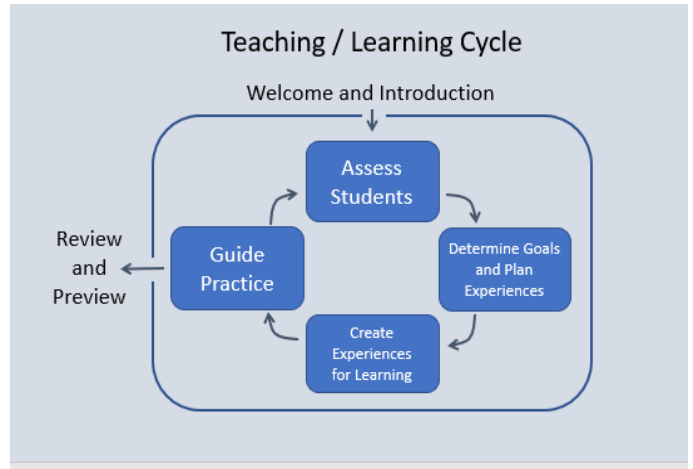 Teaching / Learning Cycle
Welcome and Introduction
Assess
Students
Determine Goals
and Plan
Experiences
Create
Experiences
for Learning
Guide
Practice
Review
and
Preview